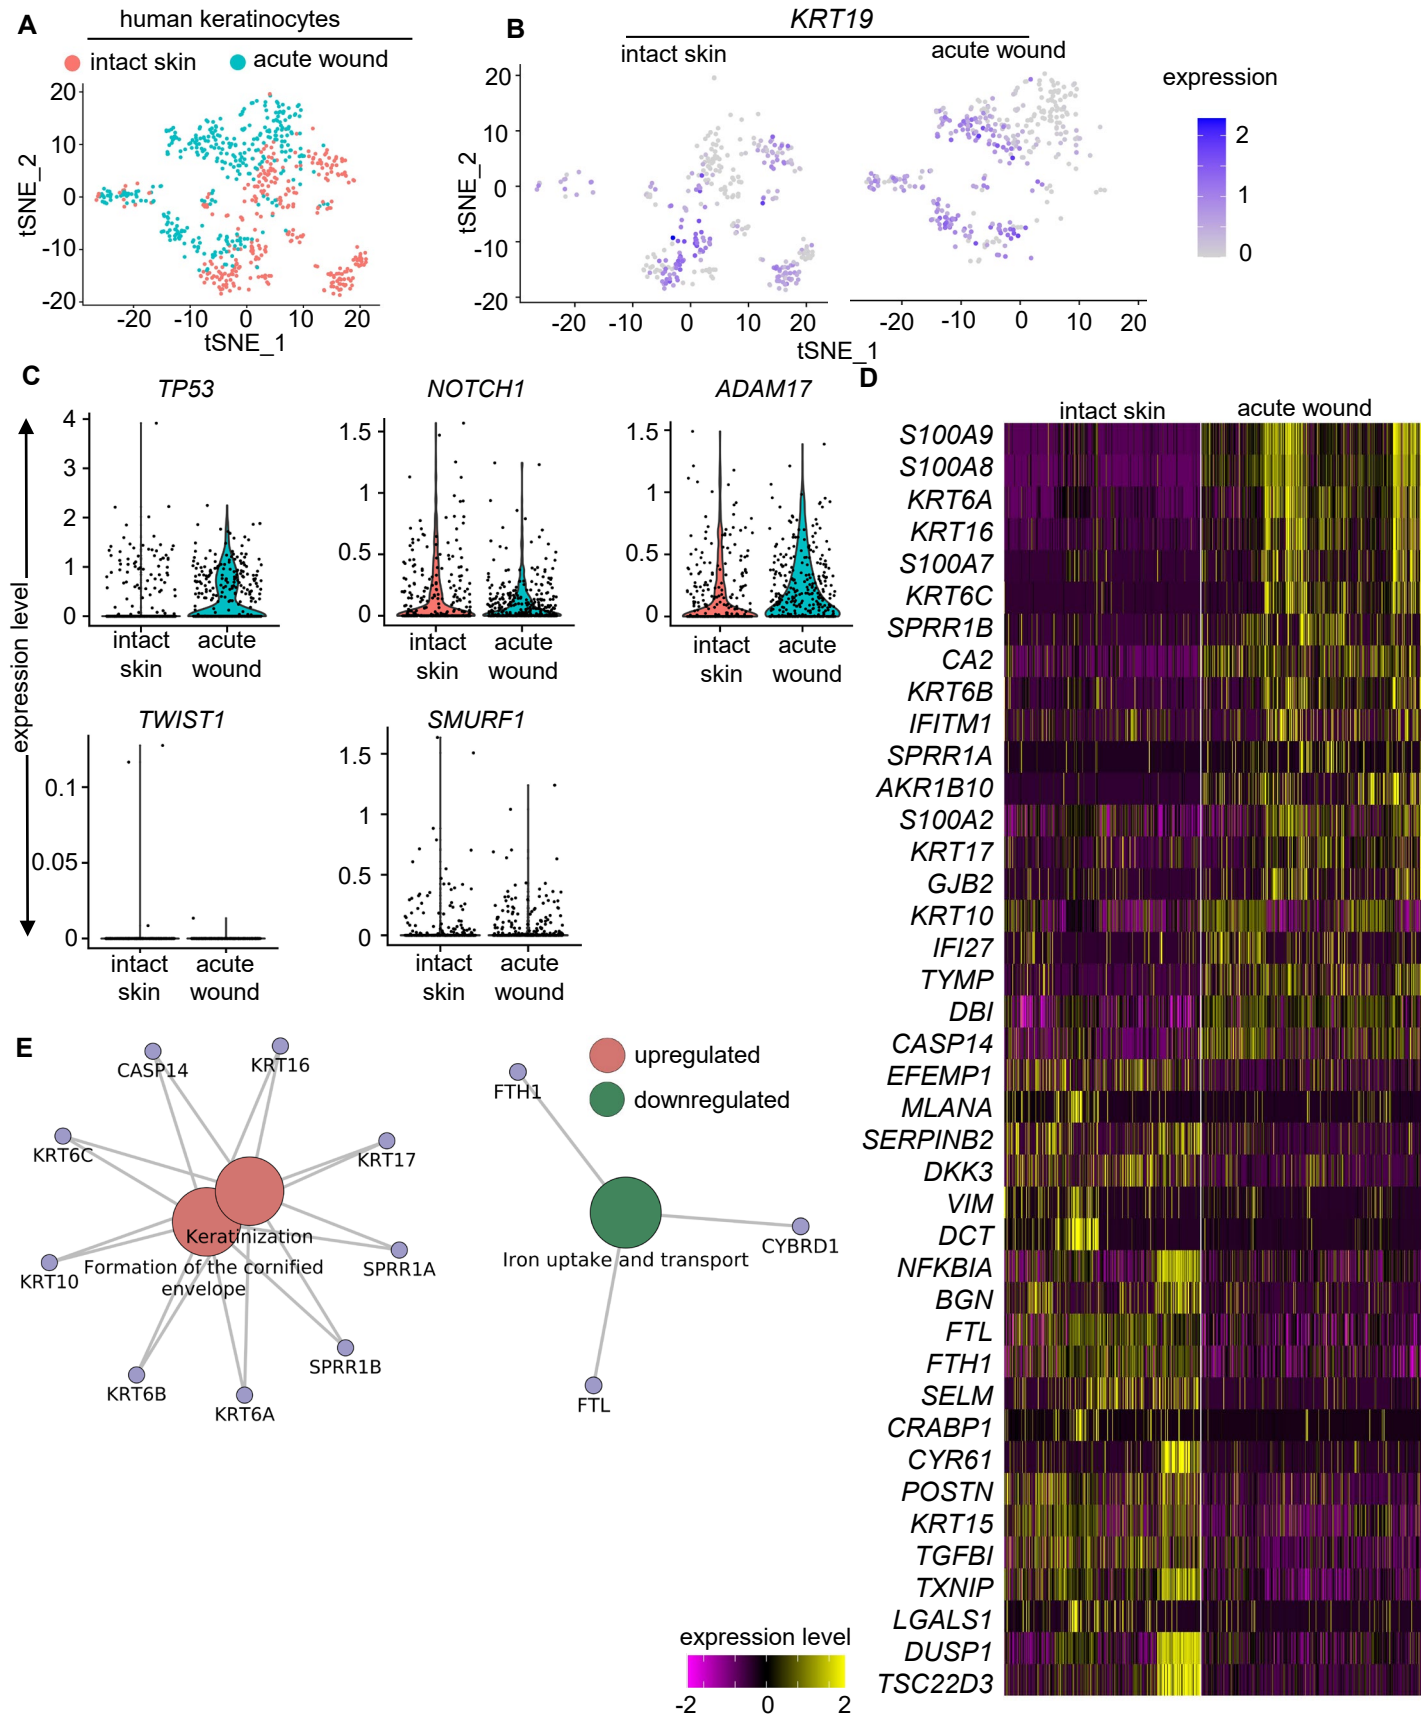 A
human keratinocytes
intact skin
acute wound
20
10
0
-10
-20
tSNE_2
-20
-10
0
10
20
tSNE_1
B
KRT19
intact skin
acute wound
expression
2
1
0
20
10
0
-10
-20
tSNE_2
-20
-10
0
10
20
-20
-10
0
10
20
tSNE_1
C
expression level
TP53
4
3
2
1
0
intact
skin
acute
wound
NOTCH1
1.5
1
0.5
0
intact
skin
acute
wound
ADAM17
1.5
1
0.5
0
intact
skin
acute
wound
TWIST1
0.1
0.05
0
intact
skin
acute
wound
SMURF1
1.5
1
0.5
0
intact
skin
acute
wound
D
intact skin
acute wound
S100A9
S100A8
KRT6A
KRT16
S100A7
KRT6C
SPRR1B
CA2
KRT6B
IFITM1
SPRR1A
AKR1B10
S100A2
KRT17
GJB2
KRT10
IFI27
TYMP
DBI
CASP14
EFEMP1
MLANA
SERPINB2
DKK3
VIM
DCT
NFKBIA
BGN
FTL
FTH1
SELM
CRABP1
CYR61
POSTN
KRT15
TGFBI
TXNIP
LGALS1
DUSP1
TSC22D3
expression level
-2
0
2
E
CASP14
KRT16
KRT6C
KRT17
Keratinization
Formation of the cornified
envelope
KRT10
SPRR1A
SPRR1B
KRT6B
KRT6A
upregulated
downregulated
FTH1
CYBRD1
Iron uptake and transport
FTL